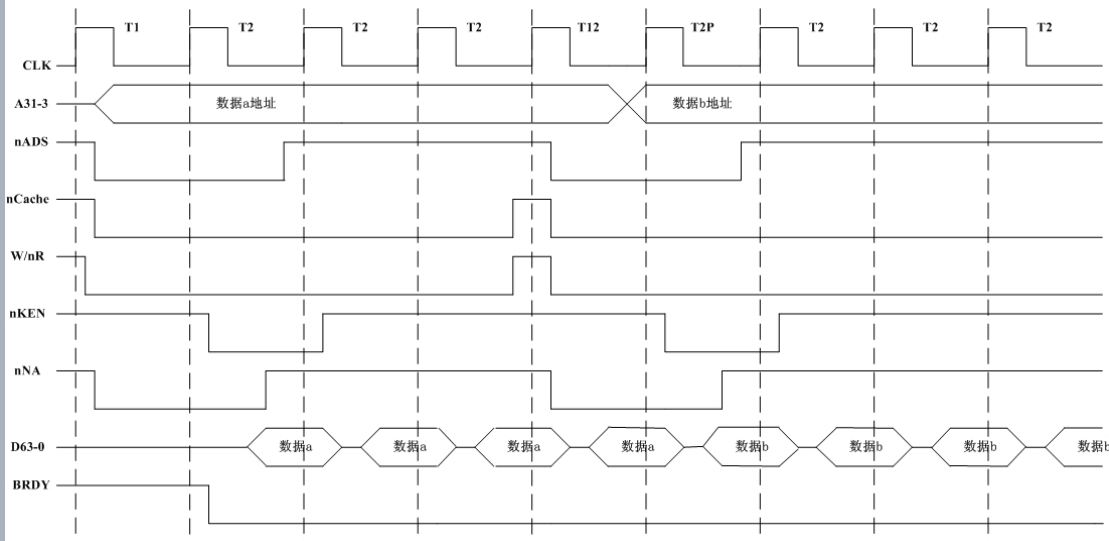 T1 T2 T2 T2 T12 T2P T2 T2 T2
CLK
A31-3 数据a地址 数据b地址
nADS
nCache
W/nR
nKEN
nNA
D63-0 数据a 数据a 数据a 数据a 数据b 数据b 数据b 数据b
BRDY